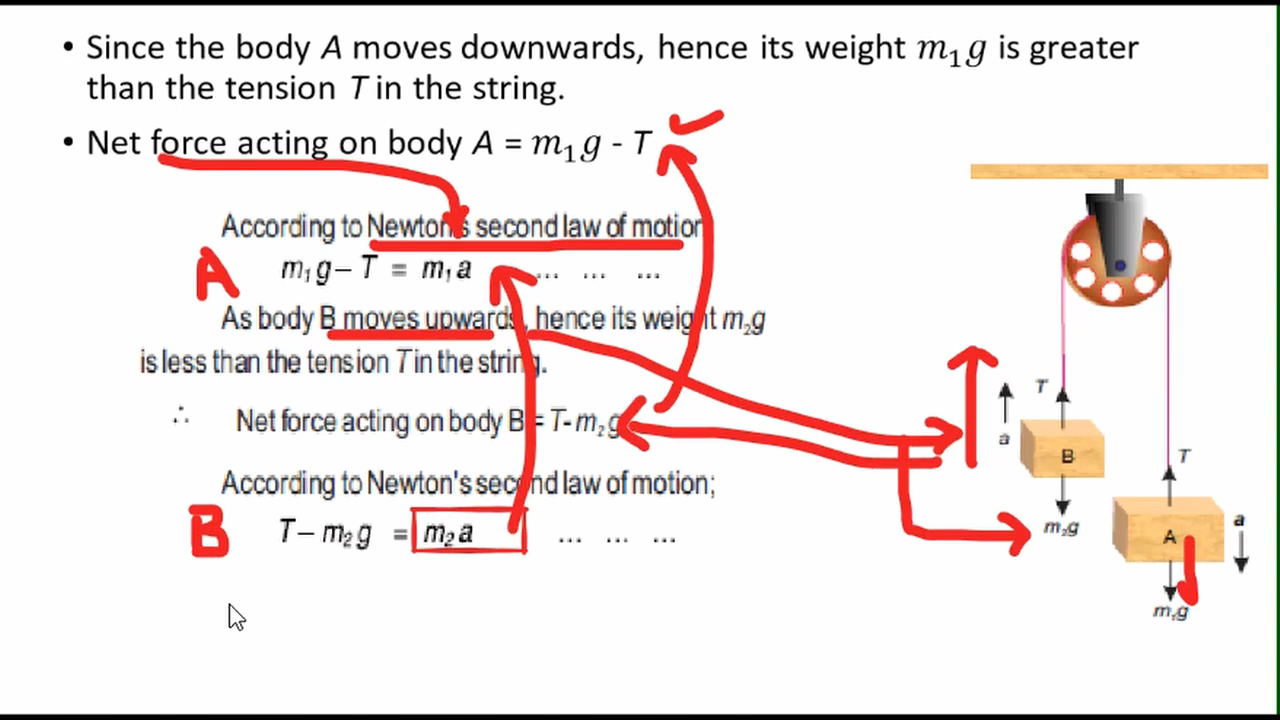 • Since the body A moves downwards, hence its weight m₁g is greater
than the tension T in the string.
• Net force acting on body A = m₁g - T
According to Newton's second law of motion
A m₁g – T = m₁a ... ... ...
As body B moves upwards, hence its weight m₂g
is less than the tension T in the string.
∴ Net force acting on body B = T- m₂g
According to Newton's second law of motion;
B T – m₂g = m₂a ... ... ...
T
a
B
m₂g
T
A
a
m₁g